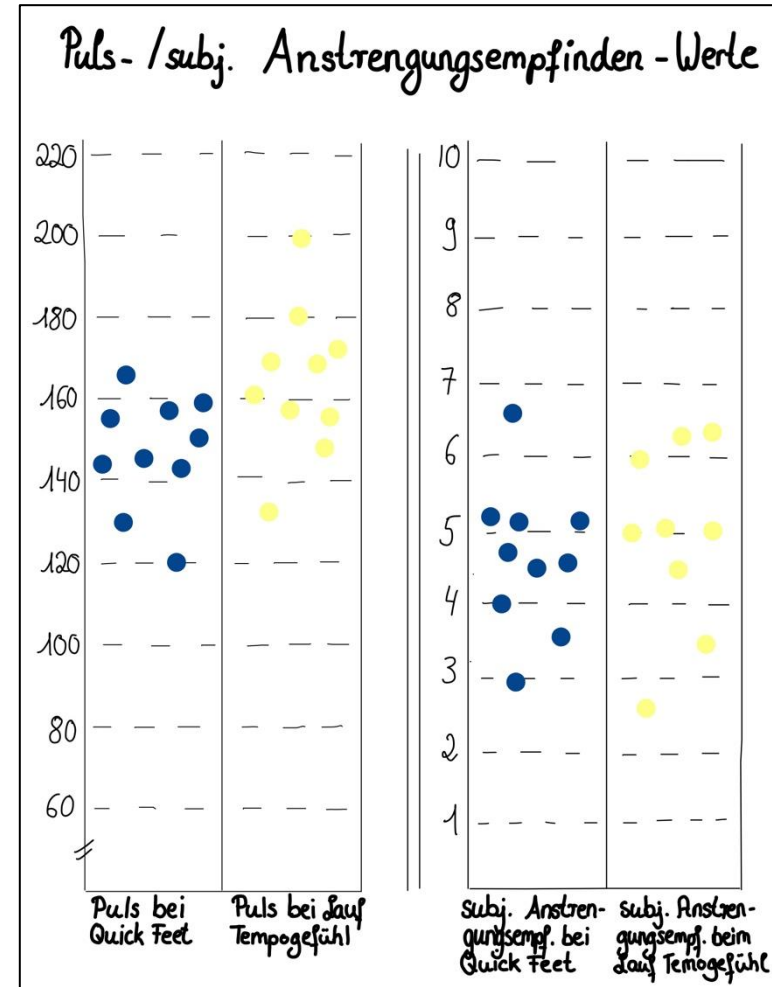 Puls- / subj. Anstrengungsempfinden - Werte
220
200
180
160
140
120
100
80
60
10
9
8
7
6
5
4
3
2
1
Puls bei
Quick Feet
Puls bei Lauf
Tempogefühl
subj. Anstren-
gungsempf. bei
Quick Feet
subj. Anstren-
gungsempf. beim
Lauf Temogefühl